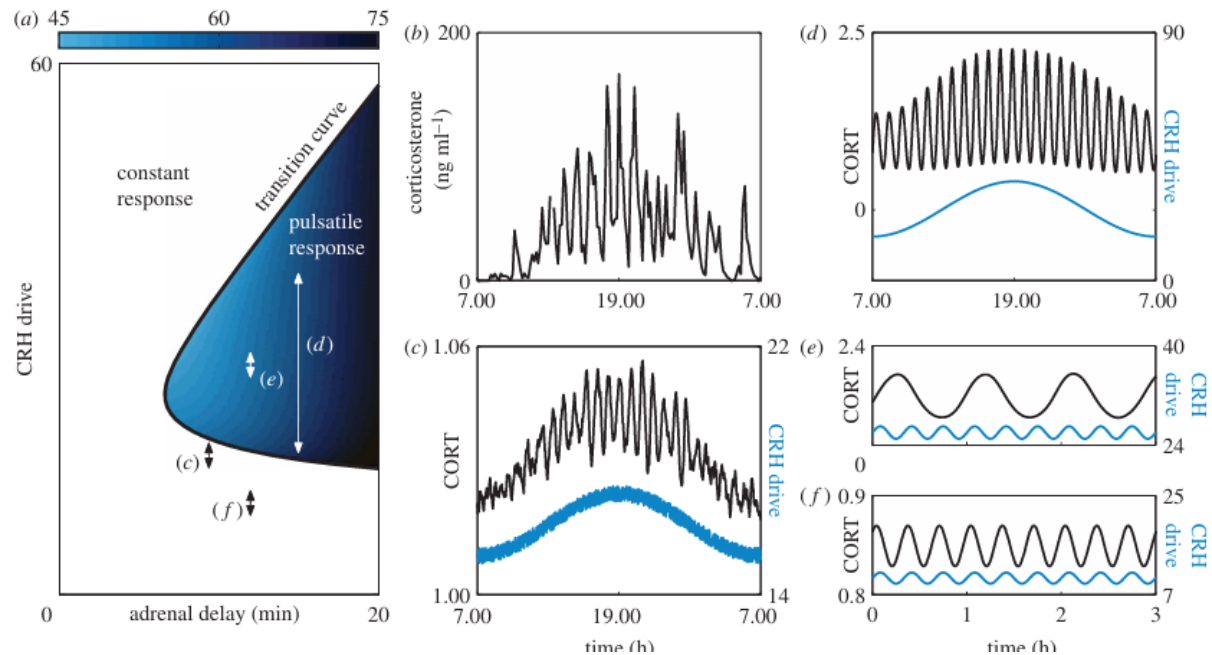 (a)
45 60 75
60
CRH drive
constant
response
transition curve
pulsatile
response
(d)
(e)
(c)
(f)
0 adrenal delay (min) 20
(b)
200
corticosterone
(ng ml–1)
0
7.00 19.00 7.00
(c)
1.06 22
CORT
CRH drive
1.00 14
7.00 19.00 7.00
time (h)
(d)
2.5 90
CORT
CRH drive
0
0
7.00 19.00 7.00
(e)
2.4 40
CORT
CRH
drive
24
0
(f)
0.9 25
CORT
CRH
drive
0.8 7
0 1 2 3
time (h)